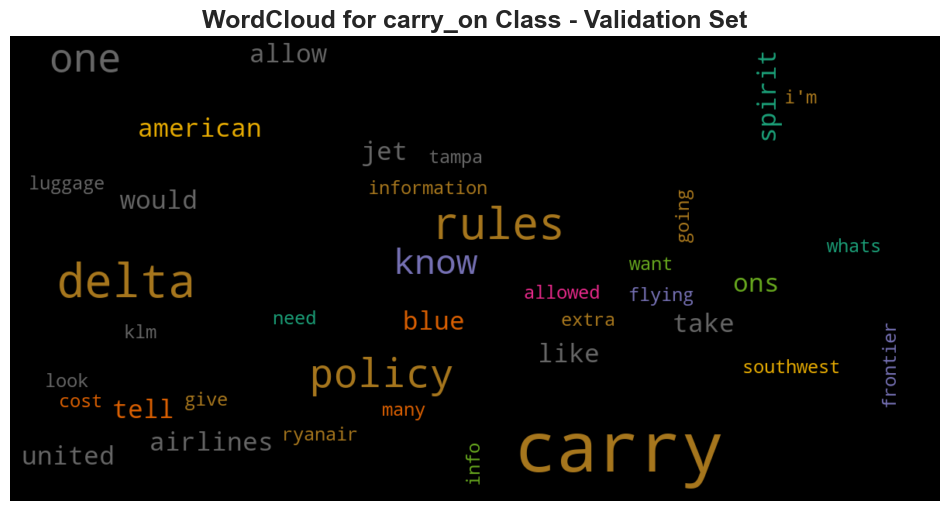 WordCloud for carry_on Class - Validation Set
one
allow
spirit
i'm
american
jet
tampa
luggage
would
information
rules
going
know
whats
delta
want
ons
allowed
flying
need
blue
extra
take
klm
like
policy
southwest
frontier
look
cost
tell
give
many
united
airlines
ryanair
info
carry